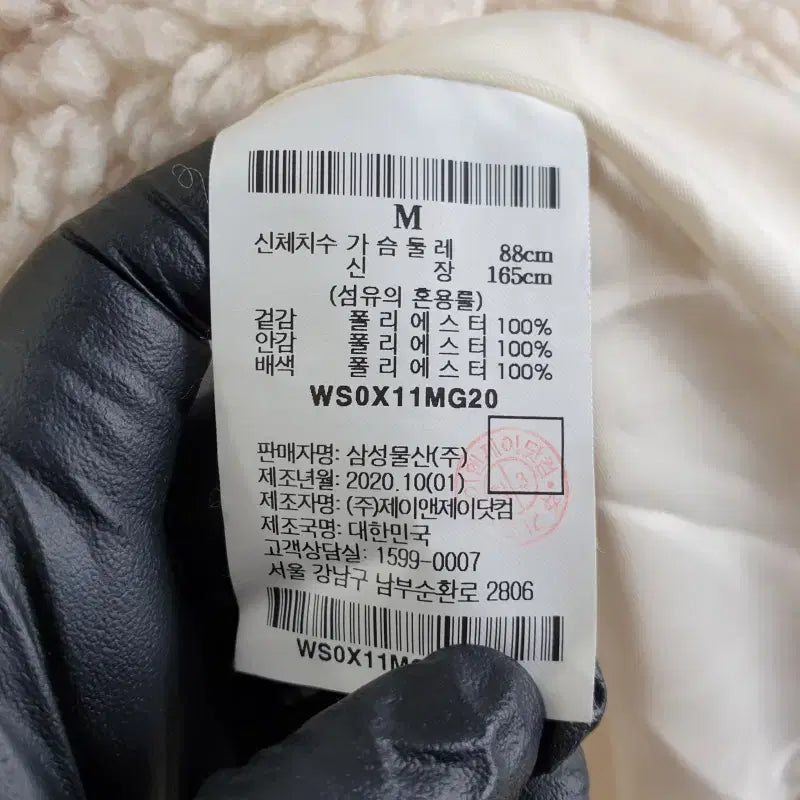 M
신체치수 가 슴 둘 레 88cm
신 장 165cm
(섬유의 혼용률)
겉감 폴 리 에 스 터 100%
안감 폴 리 에 스 터 100%
배색 폴 리 에 스 터 100%
WS0X11MG20
판매자명: 삼성물산(주)
제조년월: 2020.10(01)
제조자명: (주)제이앤제이닷컴
제조국명: 대한민국
고객상담실: 1599-0007
서울 강남구 남부순환로 2806
WS0X11M